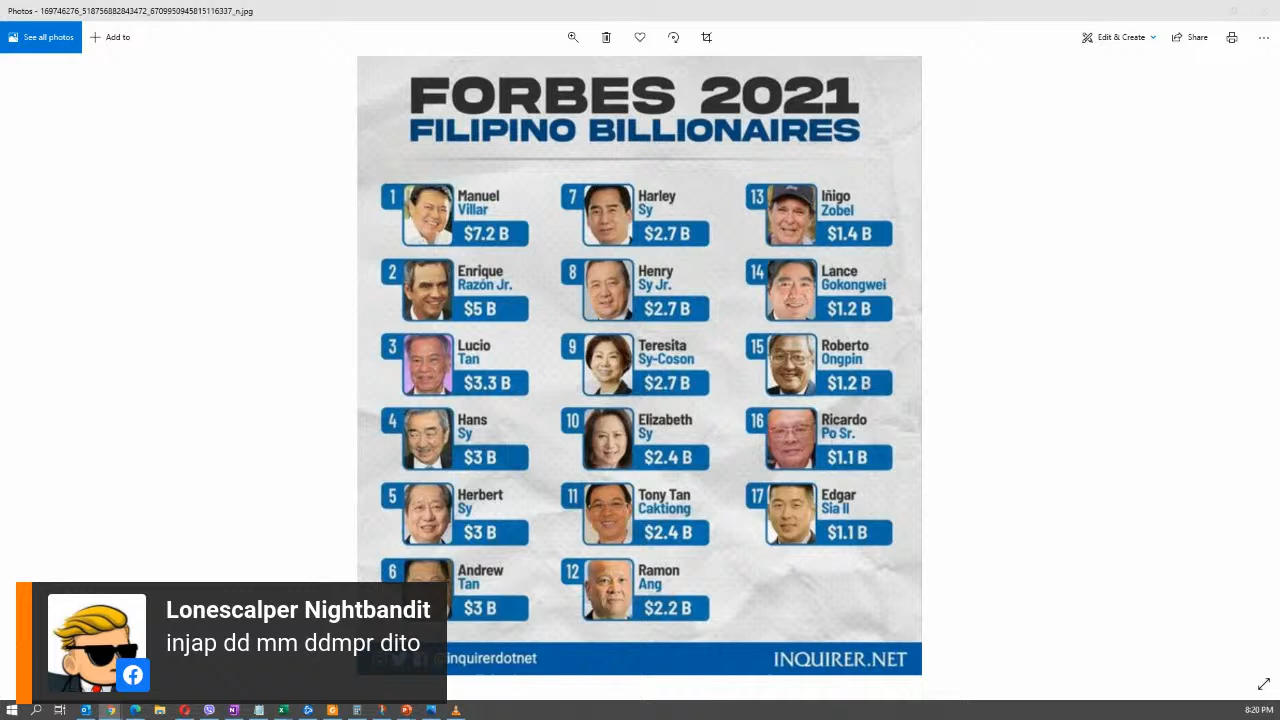 Photos - 169746276_518756882843472_6709950945815116337_n.jpg
See all photos
Add to
Edit & Create
Share
FORBES 2021
FILIPINO BILLIONAIRES
1
Manuel
Villar
$7.2 B
2
Enrique
Razón Jr.
$5 B
3
Lucio
Tan
$3.3 B
4
Hans
Sy
$3 B
5
Herbert
Sy
$3 B
6
Andrew
Tan
$3 B
7
Harley
Sy
$2.7 B
8
Henry
Sy Jr.
$2.7 B
9
Teresita
Sy-Coson
$2.7 B
10
Elizabeth
Sy
$2.4 B
11
Tony Tan
Caktiong
$2.4 B
12
Ramon
Ang
$2.2 B
13
Iñigo
Zobel
$1.4 B
14
Lance
Gokongwei
$1.2 B
15
Roberto
Ongpin
$1.2 B
16
Ricardo
Po Sr.
$1.1 B
17
Edgar
Sia II
$1.1 B
@inquirerdotnet
INQUIRER.NET
Lonescalper Nightbandit
injap dd mm ddmpr dito
8:20 PM